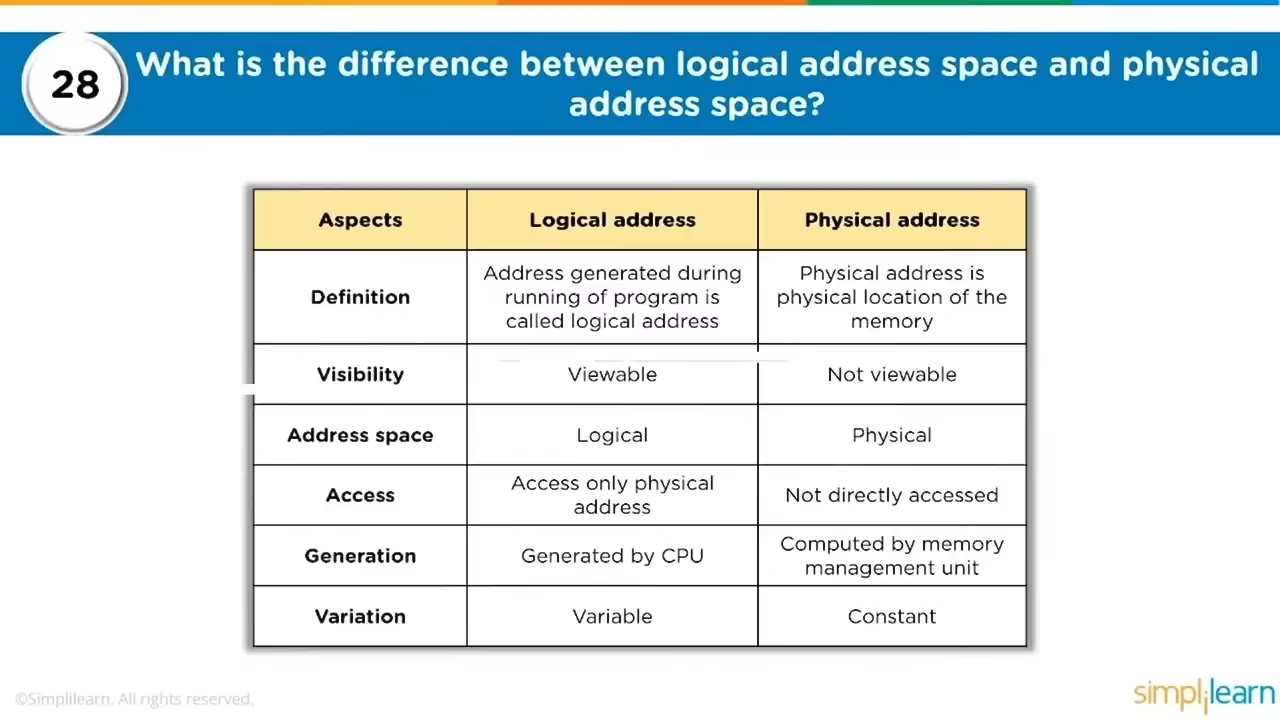 28
What is the difference between logical address space and physical
address space?
Aspects
Logical address
Physical address
Definition
Address generated during
running of program is
called logical address
Physical address is
physical location of the
memory
Visibility
Viewable
Not viewable
Address space
Logical
Physical
Access
Access only physical
address
Not directly accessed
Generation
Generated by CPU
Computed by memory
management unit
Variation
Variable
Constant
©Simplilearn. All rights reserved.
simplilearn